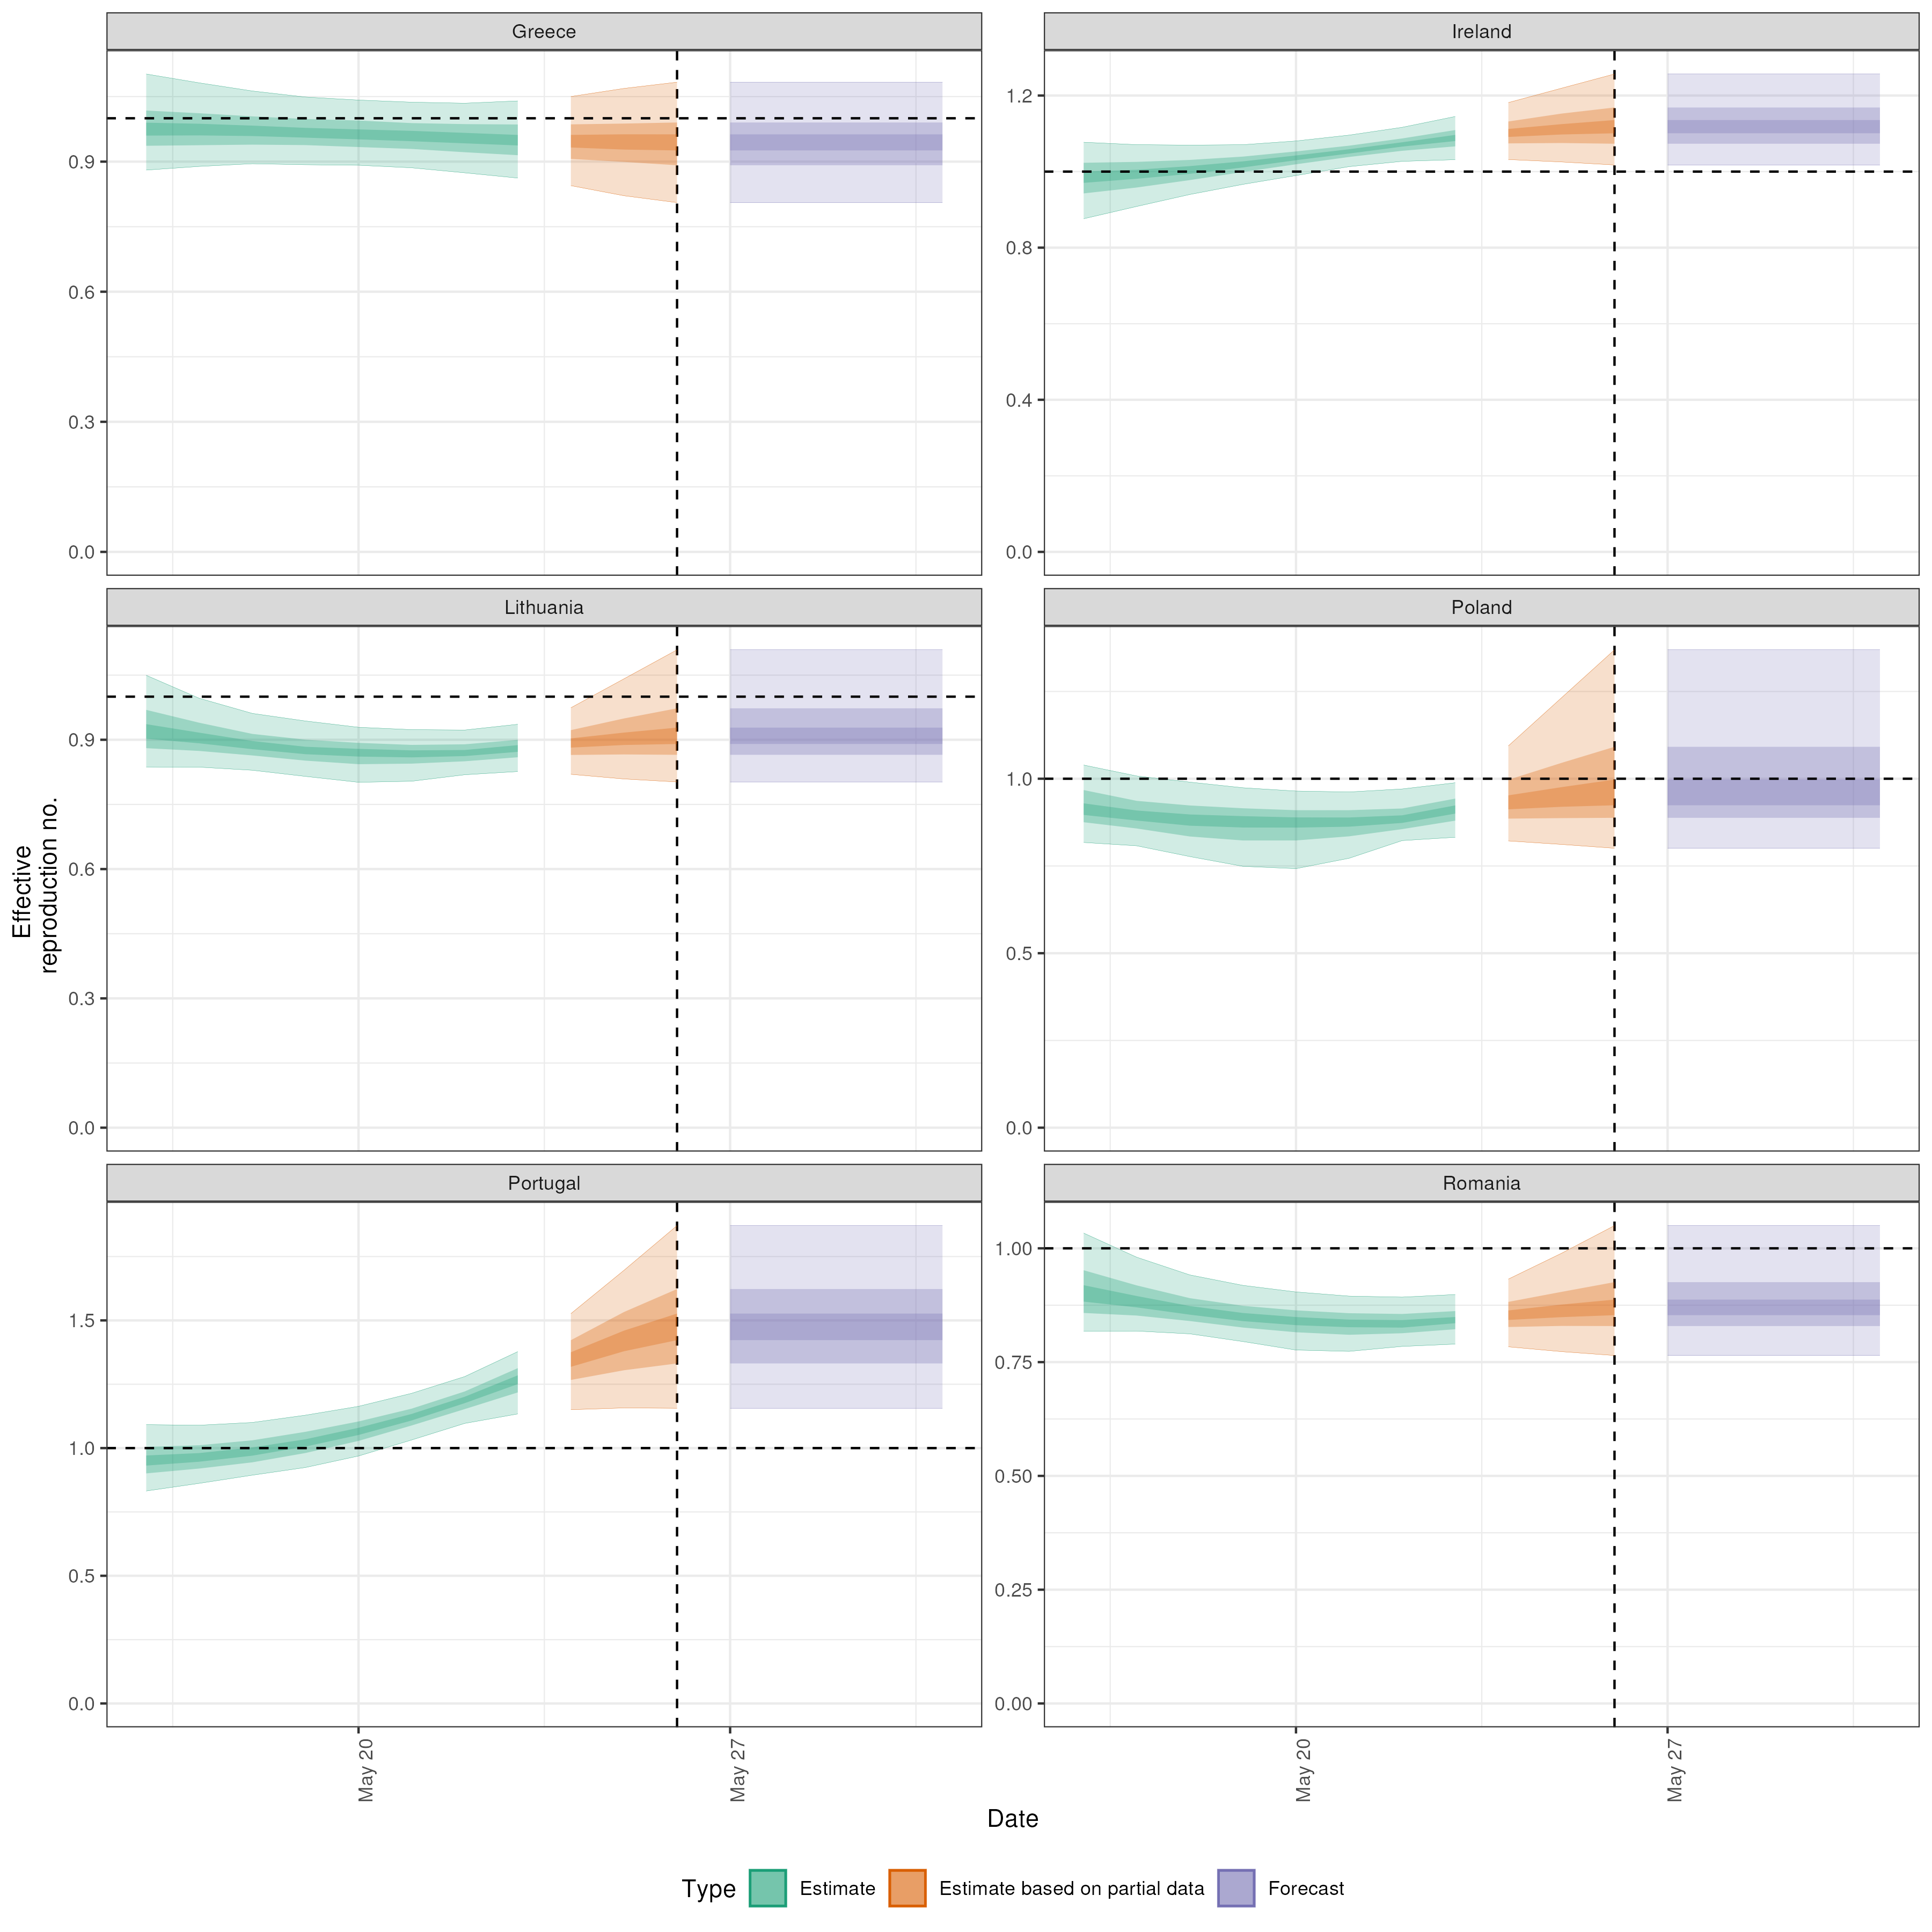 Greece
Ireland
0.9
0.6
0.3
0.0
1.2
0.8
0.4
0.0
Lithuania
Poland
0.9
0.6
0.3
0.0
1.0
0.5
0.0
Portugal
Romania
1.5
1.0
0.5
0.0
1.00
0.75
0.50
0.25
0.00
Effective
reproduction no.
May 20
May 27
May 20
May 27
Date
Type
Estimate
Estimate based on partial data
Forecast